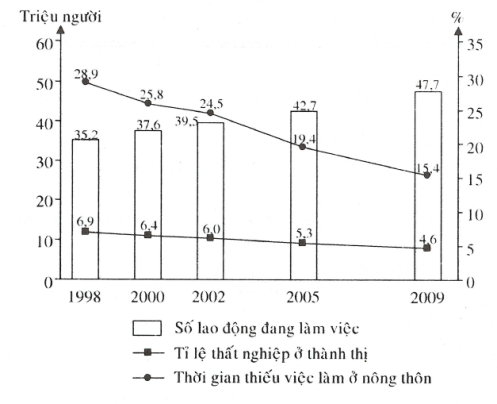 Triệu người %
60 35
50 30
40 25
30 20
20 15
10 10
0 5
0
28,9 25,8 24,5 19,4 15,4
35,2 37,6 39,5 42,7 47,7
6,9 6,4 6,0 5,3 4,6
1998 2000 2002 2005 2009
Số lao động đang làm việc
Tỉ lệ thất nghiệp ở thành thị
Thời gian thiếu việc làm ở nông thôn